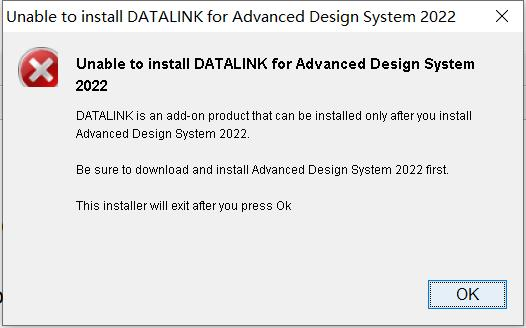 Unable to install DATALINK for Advanced Design System 2022
Unable to install DATALINK for Advanced Design System
2022
DATALINK is an add-on product that can be installed only after you install
Advanced Design System 2022.
Be sure to download and install Advanced Design System 2022 first.
This installer will exit after you press Ok
OK